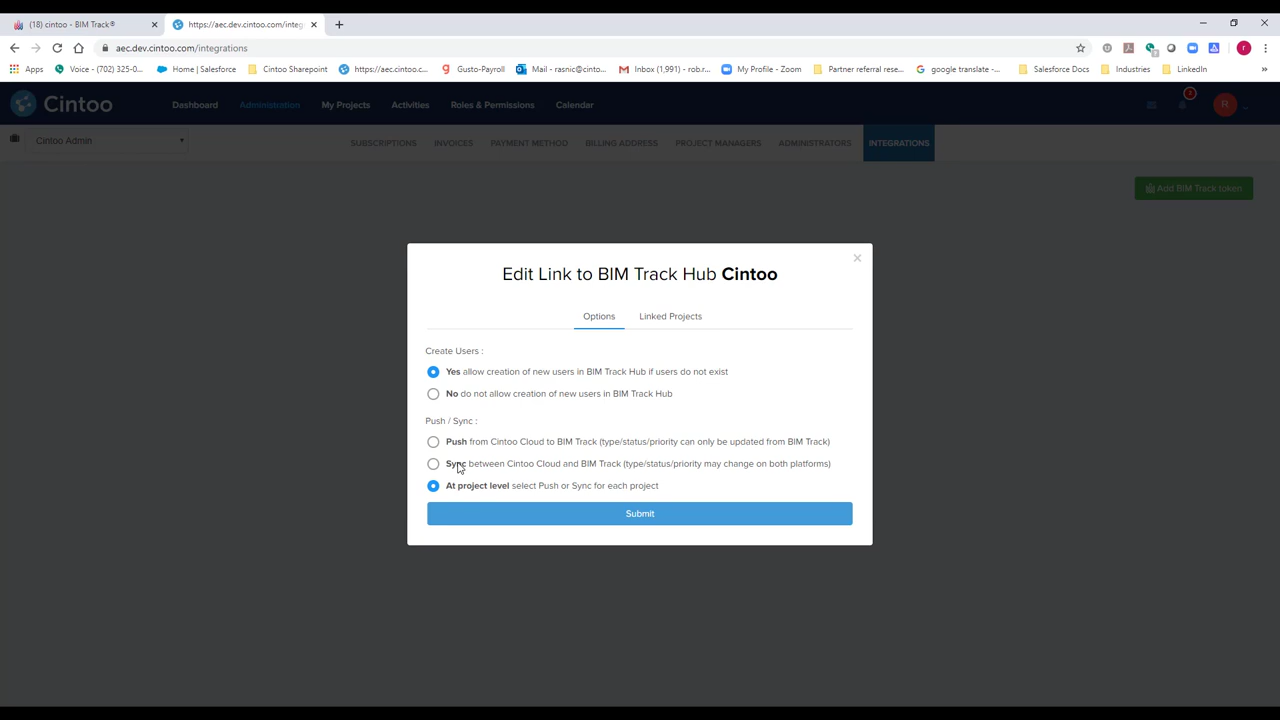 (18) cintoo - BIM Track®
https://aec.dev.cintoo.com/integ
aec.dev.cintoo.com/integrations
Apps Voice - (702) 325-0... Home | Salesforce Cintoo Sharepoint https://aec.cintoo.c... Gusto-Payroll Mail - rasnic@cinto... Inbox (1,991) - rob.r... My Profile - Zoom Partner referral rese... google translate -... Salesforce Docs Industries LinkedIn »
Cintoo Dashboard Administration My Projects Activities Roles & Permissions Calendar R
Cintoo Admin SUBSCRIPTIONS INVOICES PAYMENT METHOD BILLING ADDRESS PROJECT MANAGERS ADMINISTRATORS INTEGRATIONS
Add BIM Track token
Edit Link to BIM Track Hub Cintoo
Options Linked Projects
Create Users :
Yes allow creation of new users in BIM Track Hub if users do not exist
No do not allow creation of new users in BIM Track Hub
Push / Sync :
Push from Cintoo Cloud to BIM Track (type/status/priority can only be updated from BIM Track)
Sync between Cintoo Cloud and BIM Track (type/status/priority may change on both platforms)
At project level select Push or Sync for each project
Submit